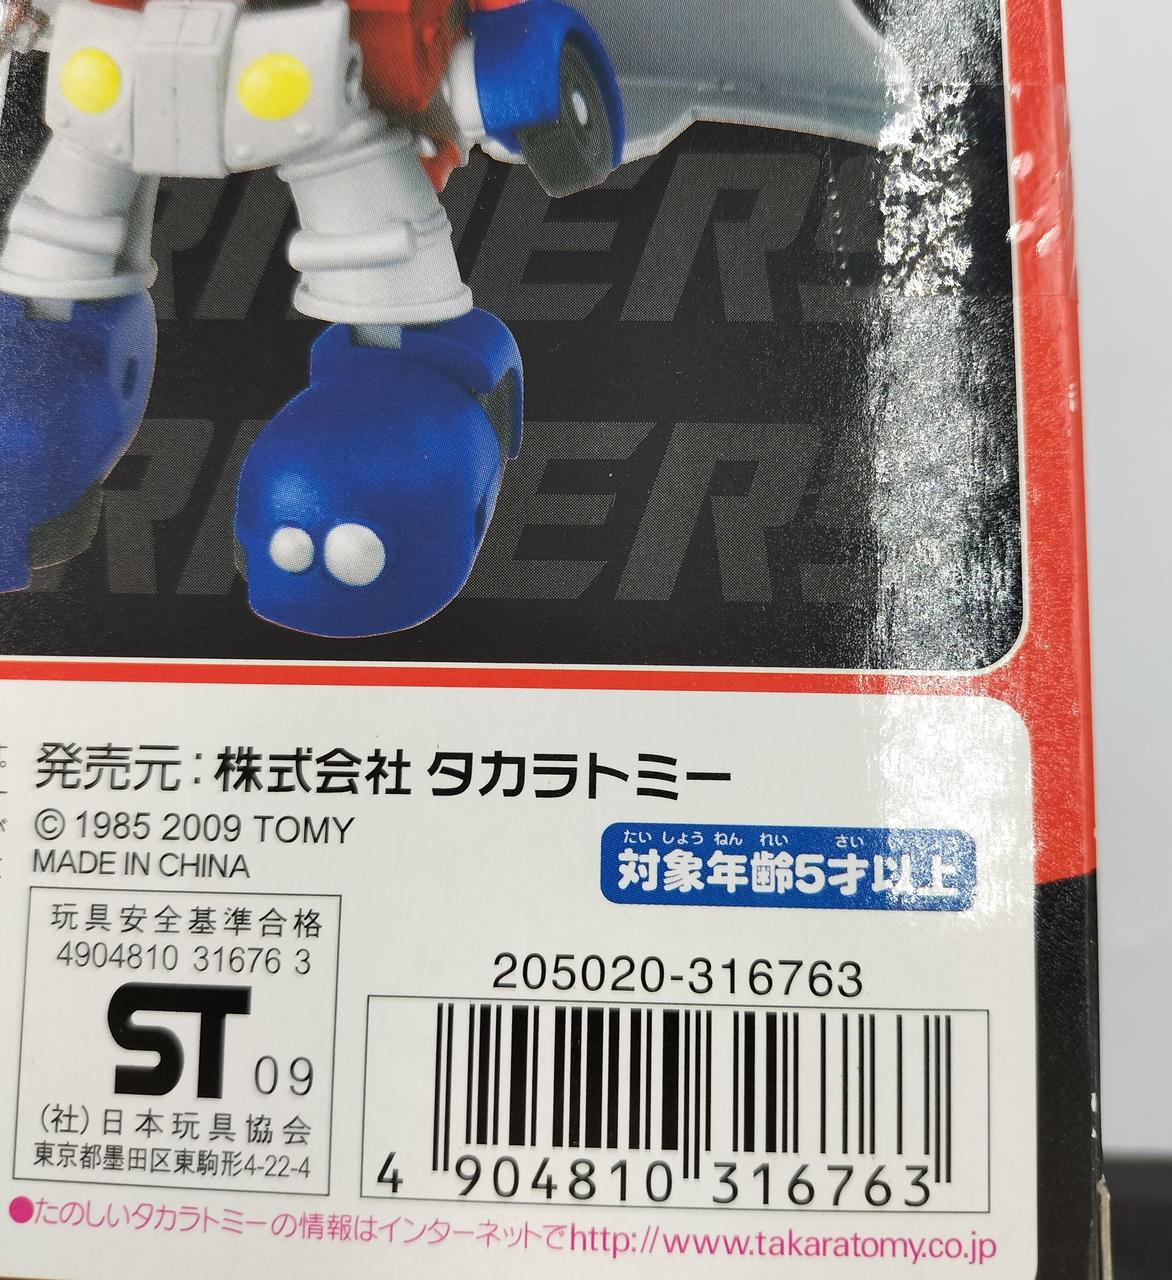 発売元：株式会社 タカラトミー
© 1985 2009 TOMY
MADE IN CHINA
たい しょう ねん れい さい
対象年齢5才以上
玩具安全基準合格
4904810 31676 3
ST 09
(社)日本玩具協会
東京都墨田区東駒形4-22-4
205020-316763
4 904810 316763
●たのしいタカラトミーの情報はインターネットでhttp://www.takaratomy.co.jp